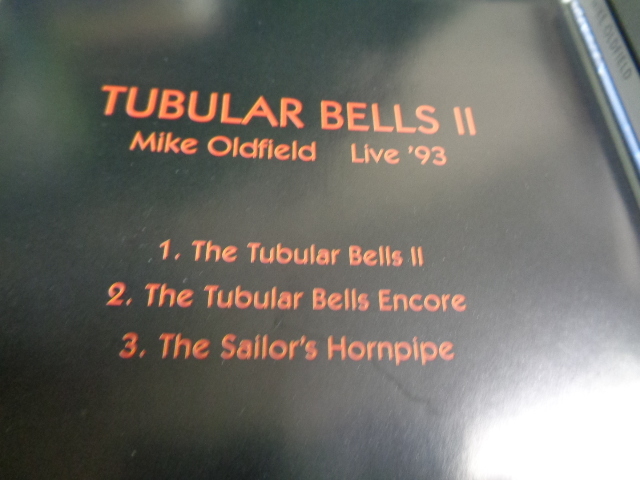 TUBULAR BELLS II
Mike Oldfield Live '93
1. The Tubular Bells II
2. The Tubular Bells Encore
3. The Sailor's Hornpipe
OLDFIELD